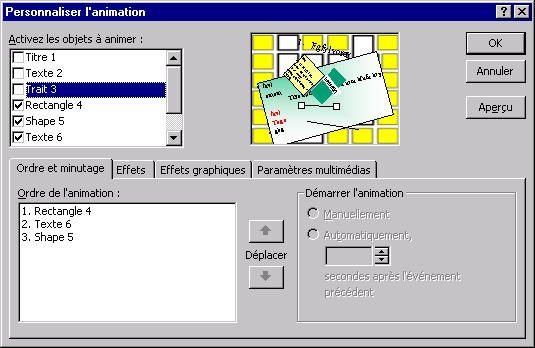 Personnaliser l'animation
Activez les objets à animer :
Titre 1
Texte 2
Trait 3
Rectangle 4
Shape 5
Texte 6
OK
Annuler
Aperçu
Ordre et minutage
Effets
Effets graphiques
Paramètres multimédias
Ordre de l'animation :
1. Rectangle 4
2. Texte 6
3. Shape 5
Déplacer
Démarrer l'animation
Manuellement
Automatiquement,
secondes après l'événement
précédent